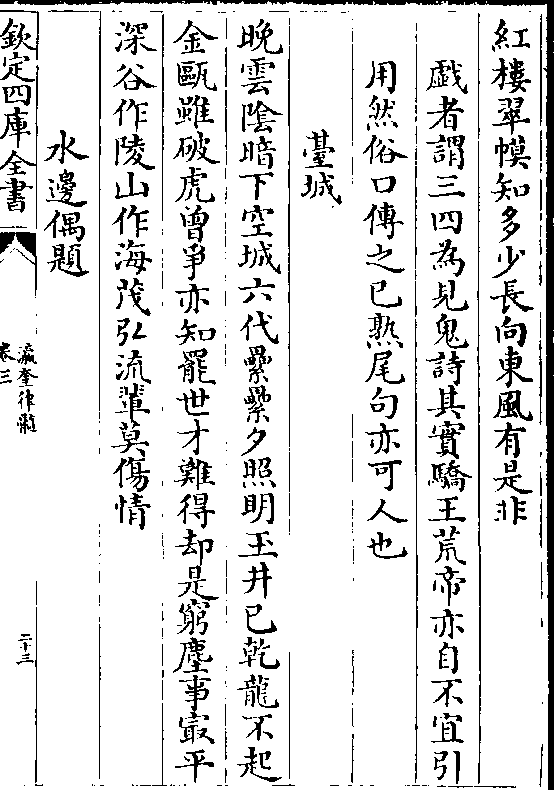 紅樓翠幙知多少長向東風有是非
戯者謂三四為見鬼詩其實驕王荒帝亦自不宜引
用然俗口傳之已熟尾句亦可人也
臺城
晩雲隂暗下空城六代纍纍夕照明玉井已乾龍不起
金甌雖破虎曾爭亦知罷世才難得却是窮塵事寂平
深谷作陵山作海茂弘流輩莫傷情
水邊偶題
欽定四庫全書
瀛奎律髓
卷三
二十三